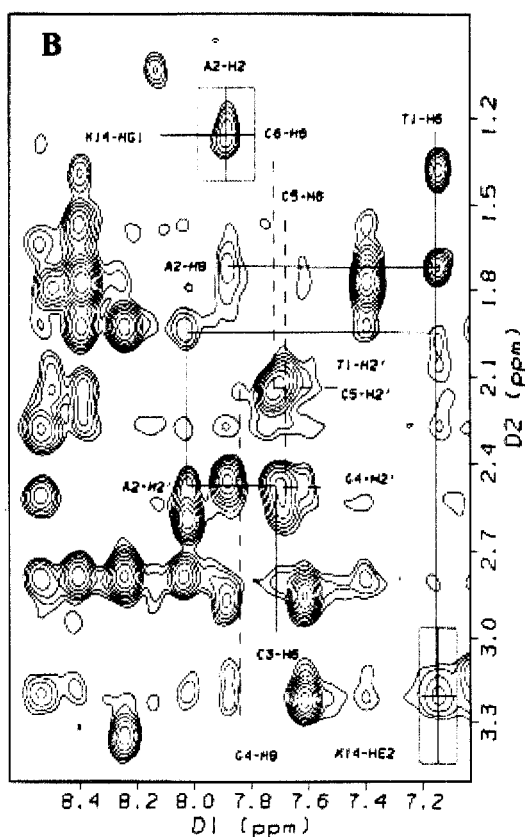 B
A2-H2
K14-HG1
C6-H6
T1-H6
C5-H6
A2-H8
T1-H2'
C5-H2'
A2-H2'
G4-H2'
C3-H6
G4-H8
K14-HE2
1.2
1.5
1.8
2.1
2.4
2.7
3.0
3.3
D2 (ppm)
8.4 8.2 8.0 7.8 7.6 7.4 7.2
D1 (ppm)